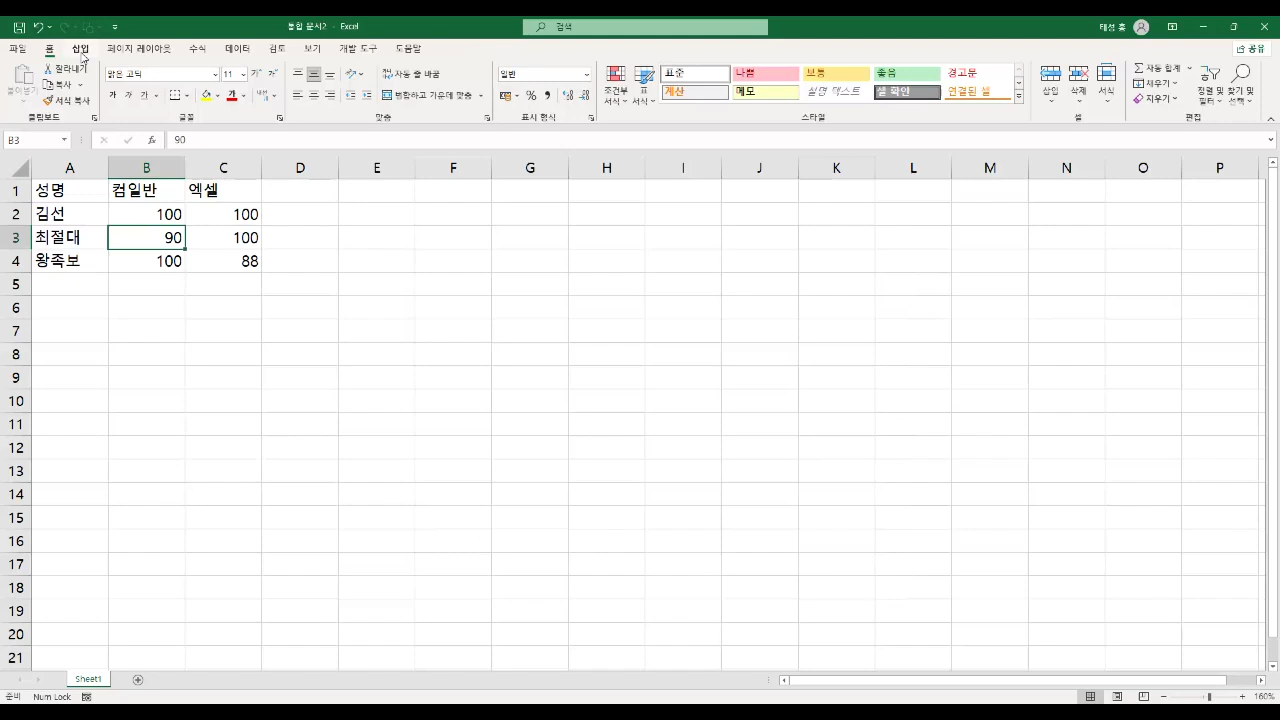 통합 문서2 - Excel
검색
태성 홍
파일 홈 삽입 페이지 레이아웃 수식 데이터 검토 보기 개발 도구 도움말
공유
잘라내기
복사
서식 복사
클립보드
맑은 고딕 11
가 가 가
글꼴
자동 줄 바꿈
병합하고 가운데 맞춤
맞춤
일반
표시 형식
조건부
서식
표
서식
표준 나쁨 보통 좋음 경고문
계산 메모 설명 텍스트 셀 확인 연결된 셀
스타일
삽입 삭제 서식
셀
자동 합계
채우기
지우기
정렬 및
필터
찾기 및
선택
편집
B3
fx
90
A B C D E F G H I J K L M N O P
1 성명 컴일반 엑셀
2 김선 100 100
3 최절대 90 100
4 왕족보 100 88
5
6
7
8
9
10
11
12
13
14
15
16
17
18
19
20
21
Sheet1
준비 Num Lock
160%